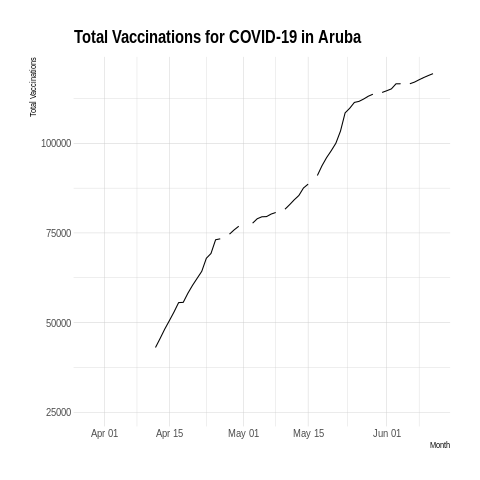 Total Vaccinations for COVID-19 in Aruba
Total Vaccinations
100000
75000
50000
25000
Apr 01 Apr 15 May 01 May 15 Jun 01
Month